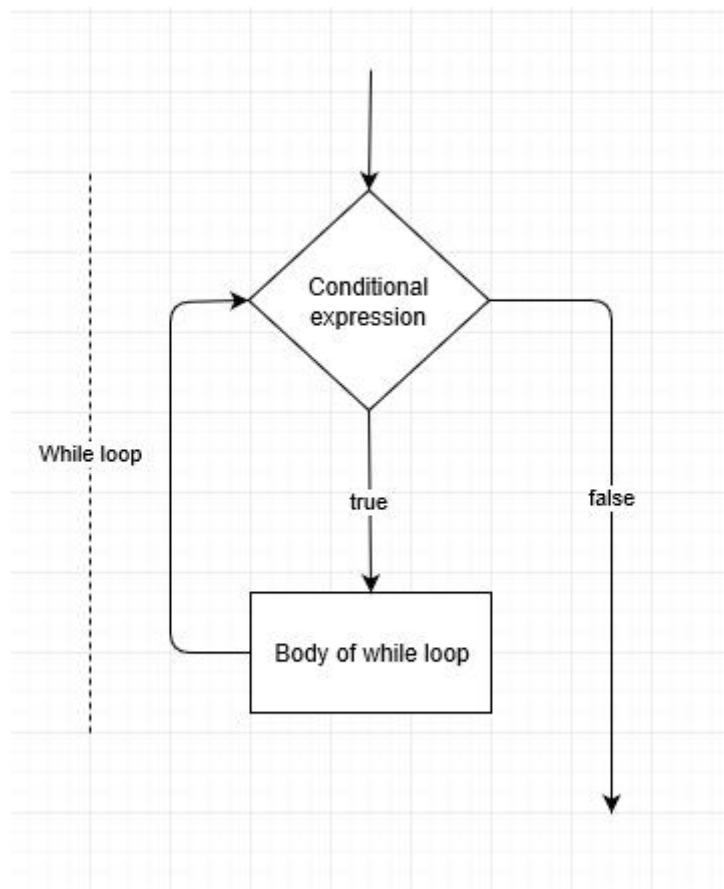 Conditional
expression
While loop
true
false
Body of while loop